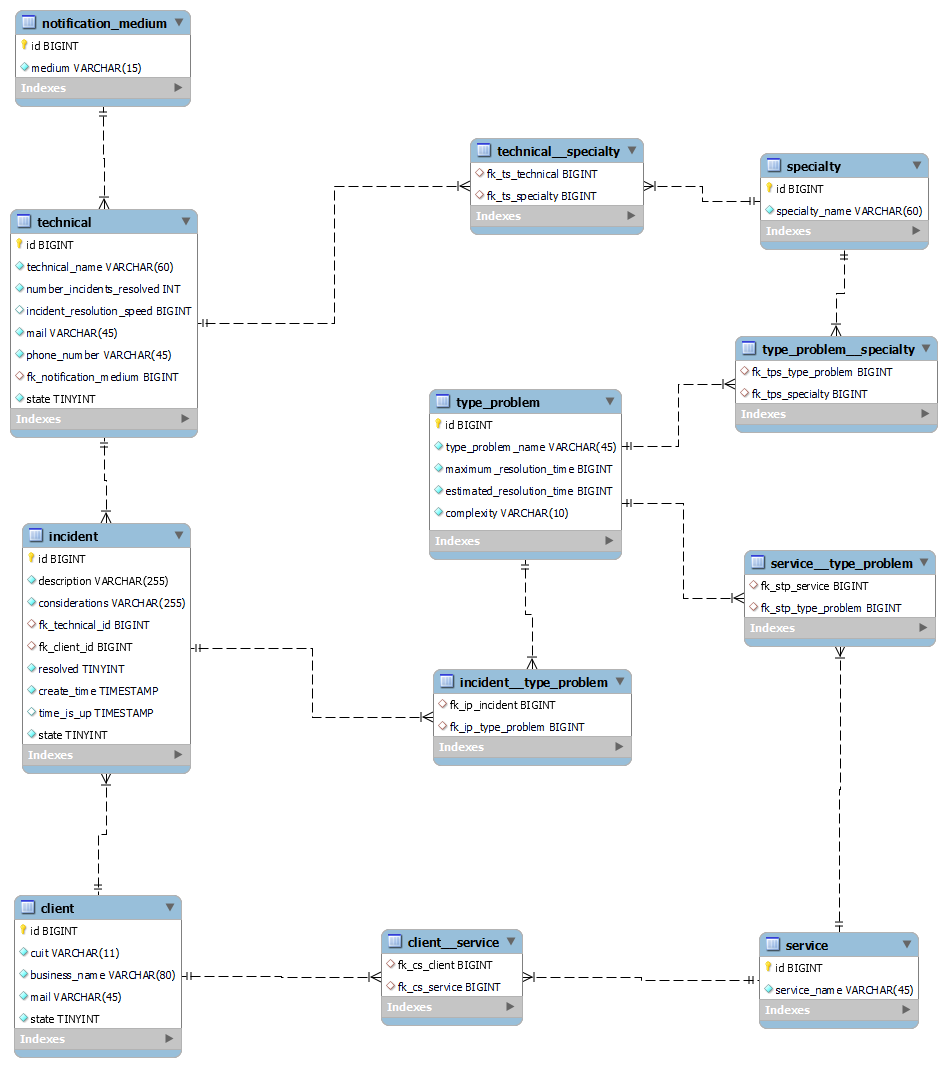 notification_medium
id BIGINT
medium VARCHAR(15)
Indexes
technical__specialty
fk_ts_technical BIGINT
fk_ts_specialty BIGINT
Indexes
specialty
id BIGINT
specialty_name VARCHAR(60)
Indexes
technical
id BIGINT
technical_name VARCHAR(60)
number_incidents_resolved INT
incident_resolution_speed BIGINT
mail VARCHAR(45)
phone_number VARCHAR(45)
fk_notification_medium BIGINT
state TINYINT
Indexes
type_problem__specialty
fk_tps_type_problem BIGINT
fk_tps_specialty BIGINT
Indexes
type_problem
id BIGINT
type_problem_name VARCHAR(45)
maximum_resolution_time BIGINT
estimated_resolution_time BIGINT
complexity VARCHAR(10)
Indexes
incident
id BIGINT
description VARCHAR(255)
considerations VARCHAR(255)
fk_technical_id BIGINT
fk_client_id BIGINT
resolved TINYINT
create_time TIMESTAMP
time_is_up TIMESTAMP
state TINYINT
Indexes
service__type_problem
fk_stp_service BIGINT
fk_stp_type_problem BIGINT
Indexes
incident__type_problem
fk_ip_incident BIGINT
fk_ip_type_problem BIGINT
Indexes
client
id BIGINT
cuit VARCHAR(11)
business_name VARCHAR(80)
mail VARCHAR(45)
state TINYINT
Indexes
client__service
fk_cs_client BIGINT
fk_cs_service BIGINT
Indexes
service
id BIGINT
service_name VARCHAR(45)
Indexes